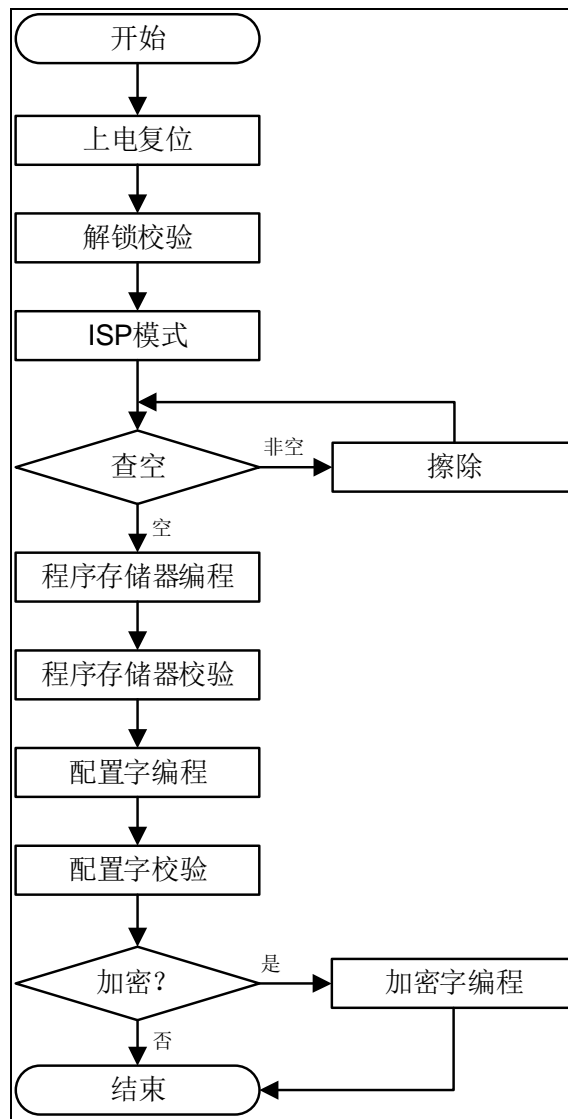 开始
上电复位
解锁校验
ISP模式
查空
非空
擦除
空
程序存储器编程
程序存储器校验
配置字编程
配置字校验
加密?
是
加密字编程
否
结束